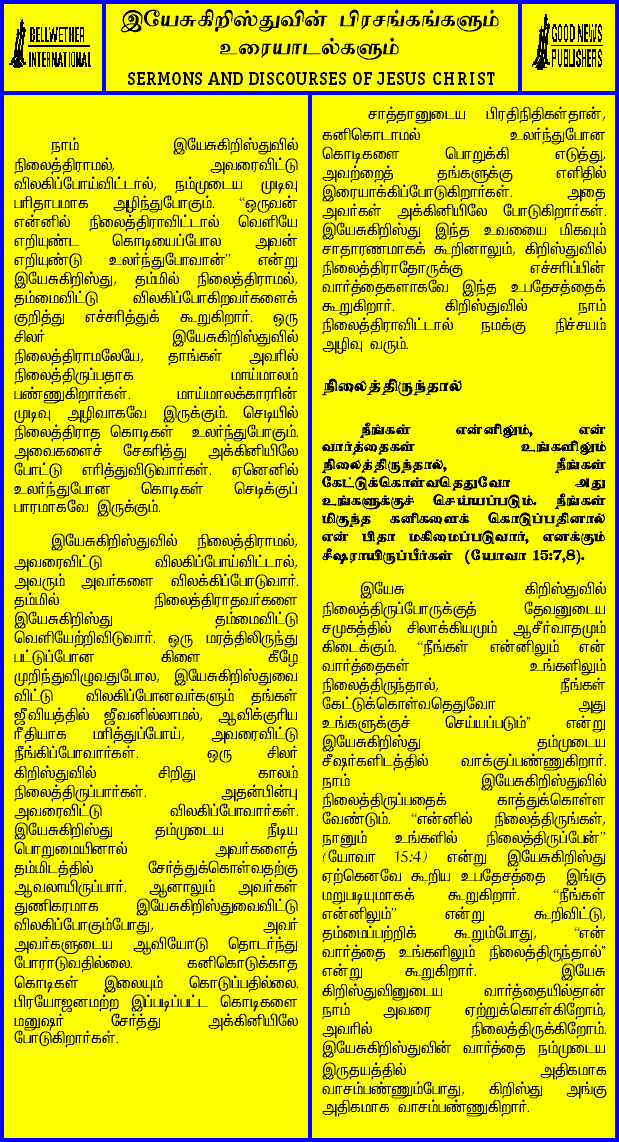 BELLWETHER
INTERNATIONAL
இயேசுகிறிஸ்துவின் பிரசங்கங்களும்
உரையாடல்களும்
SERMONS AND DISCOURSES OF JESUS CHRIST
GOOD NEWS
PUBLISHERS
நாம் இயேசுகிறிஸ்துவில்
நிலைத்திராமல், அவரைவிட்டு
விலகிப்போய்விட்டால், நம்முடைய முடிவு
பரிதாபமாக அழிந்துபோகும். “ஒருவன்
என்னில் நிலைத்திராவிட்டால் வெளியே
எறியுண்ட கொடியைப்போல அவன்
எறியுண்டு உலர்ந்துபோவான்” என்று
இயேசுகிறிஸ்து, தம்மில் நிலைத்திராமல்,
தம்மைவிட்டு விலகிப்போகிறவர்களைக்
குறித்து எச்சரித்துக் கூறுகிறார். ஒரு
சிலர் இயேசுகிறிஸ்துவில்
நிலைத்திராமலேயே, தாங்கள் அவரில்
நிலைத்திருப்பதாக மாய்மாலம்
பண்ணுகிறார்கள். மாய்மாலக்காரரின்
முடிவு அழிவாகவே இருக்கும். செடியில்
நிலைத்திராத கொடிகள் உலர்ந்துபோகும்.
அவைகளைச் சேகரித்து அக்கினியிலே
போட்டு எரித்துவிடுவார்கள். ஏனெனில்
உலர்ந்துபோன கொடிகள் செடிக்குப்
பாரமாகவே இருக்கும்.
இயேசுகிறிஸ்துவில் நிலைத்திராமல்,
அவரைவிட்டு விலகிப்போய்விட்டால்,
அவரும் அவர்களை விலக்கிப்போடுவார்.
தம்மில் நிலைத்திராதவர்களை
இயேசுகிறிஸ்து தம்மைவிட்டு
வெளியேற்றிவிடுவார். ஒரு மரத்திலிருந்து
பட்டுப்போன கிளை கீழே
முறிந்துவிழுவதுபோல, இயேசுகிறிஸ்துவை
விட்டு விலகிப்போனவர்களும் தங்கள்
ஜீவியத்தில் ஜீவனில்லாமல், ஆவிக்குரிய
ரீதியாக மரித்துப்போய், அவரைவிட்டு
நீங்கிப்போவார்கள். ஒரு சிலர்
கிறிஸ்துவில் சிறிது காலம்
நிலைத்திருப்பார்கள். அதன்பின்பு
அவரைவிட்டு விலகிப்போவார்கள்.
இயேசுகிறிஸ்து தம்முடைய நீடிய
பொறுமையினால் அவர்களைத்
தம்மிடத்தில் சேர்த்துக்கொள்வதற்கு
ஆவலாயிருப்பார். ஆனாலும் அவர்கள்
துணிகரமாக இயேசுகிறிஸ்துவைவிட்டு
விலகிப்போகும்போது, அவர்
அவர்களுடைய ஆவியோடு தொடர்ந்து
போராடுவதில்லை. கனிகொடுக்காத
கொடிகள் இலையும் கொடுப்பதில்லை.
பிரயோஜனமற்ற இப்படிப்பட்ட கொடிகளை
மனுஷர் சேர்த்து அக்கினியிலே
போடுகிறார்கள்.
சாத்தானுடைய பிரதிநிதிகள்தான்,
கனிகொடாமல் உலர்ந்துபோன
கொடிகளை பொறுக்கி எடுத்து,
அவற்றைத் தங்களுக்கு எளிதில்
இரையாக்கிப்போடுகிறார்கள். அதை
அவர்கள் அக்கினியிலே போடுகிறார்கள்.
இயேசுகிறிஸ்து இந்த உவமையை மிகவும்
சாதாரணமாகக் கூறினாலும், கிறிஸ்துவில்
நிலைத்திராதோருக்கு எச்சரிப்பின்
வார்த்தைகளாகவே இந்த உபதேசத்தைக்
கூறுகிறார். கிறிஸ்துவில் நாம்
நிலைத்திராவிட்டால் நமக்கு நிச்சயம்
அழிவு வரும்.
நிலைத்திருந்தால்
நீங்கள் என்னிலும், என்
வார்த்தைகள் உங்களிலும்
நிலைத்திருந்தால், நீங்கள்
கேட்டுக்கொள்வதெதுவோ அது
உங்களுக்குச் செய்யப்படும். நீங்கள்
மிகுந்த கனிகளைக் கொடுப்பதினால்
என் பிதா மகிமைப்படுவார், எனக்கும்
சீஷராயிருப்பீர்கள் (யோவா 15:7,8).
இயேசு கிறிஸ்துவில்
நிலைத்திருப்போருக்குத் தேவனுடைய
சமுகத்தில் சிலாக்கியமும் ஆசீர்வாதமும்
கிடைக்கும். “நீங்கள் என்னிலும் என்
வார்த்தைகள் உங்களிலும்
நிலைத்திருந்தால், நீங்கள்
கேட்டுக்கொள்வதெதுவோ அது
உங்களுக்குச் செய்யப்படும்” என்று
இயேசுகிறிஸ்து தம்முடைய
சீஷர்களிடத்தில் வாக்குப்பண்ணுகிறார்.
நாம் இயேசுகிறிஸ்துவில்
நிலைத்திருப்பதைக் காத்துக்கொள்ள
வேண்டும். “என்னில் நிலைத்திருங்கள்,
நானும் உங்களில் நிலைத்திருப்பேன்”
(யோவா 15:4) என்று இயேசுகிறிஸ்து
ஏற்கெனவே கூறிய உபதேசத்தை இங்கு
மறுபடியுமாகக் கூறுகிறார். “நீங்கள்
என்னிலும்” என்று கூறிவிட்டு,
தம்மைப்பற்றிக் கூறும்போது, “என்
வார்த்தை உங்களிலும் நிலைத்திருந்தால்”
என்று கூறுகிறார். இயேசு
கிறிஸ்துவினுடைய வார்த்தையில்தான்
நாம் அவரை ஏற்றுக்கொள்கிறோம்,
அவரில் நிலைத்திருக்கிறோம்.
இயேசுகிறிஸ்துவின் வார்த்தை நம்முடைய
இருதயத்தில் அதிகமாக
வாசம்பண்ணும்போது, கிறிஸ்து அங்கு
அதிகமாக வாசம்பண்ணுகிறார்.